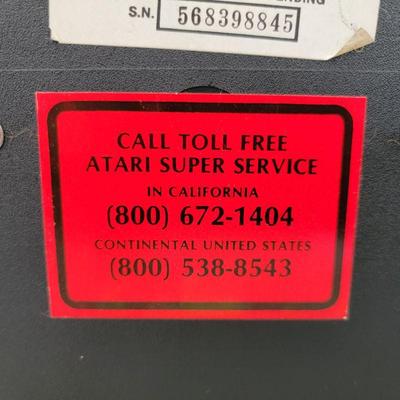 S.N. 568398845
CALL TOLL FREE
ATARI SUPER SERVICE
IN CALIFORNIA
(800) 672-1404
CONTINENTAL UNITED STATES
(800) 538-8543